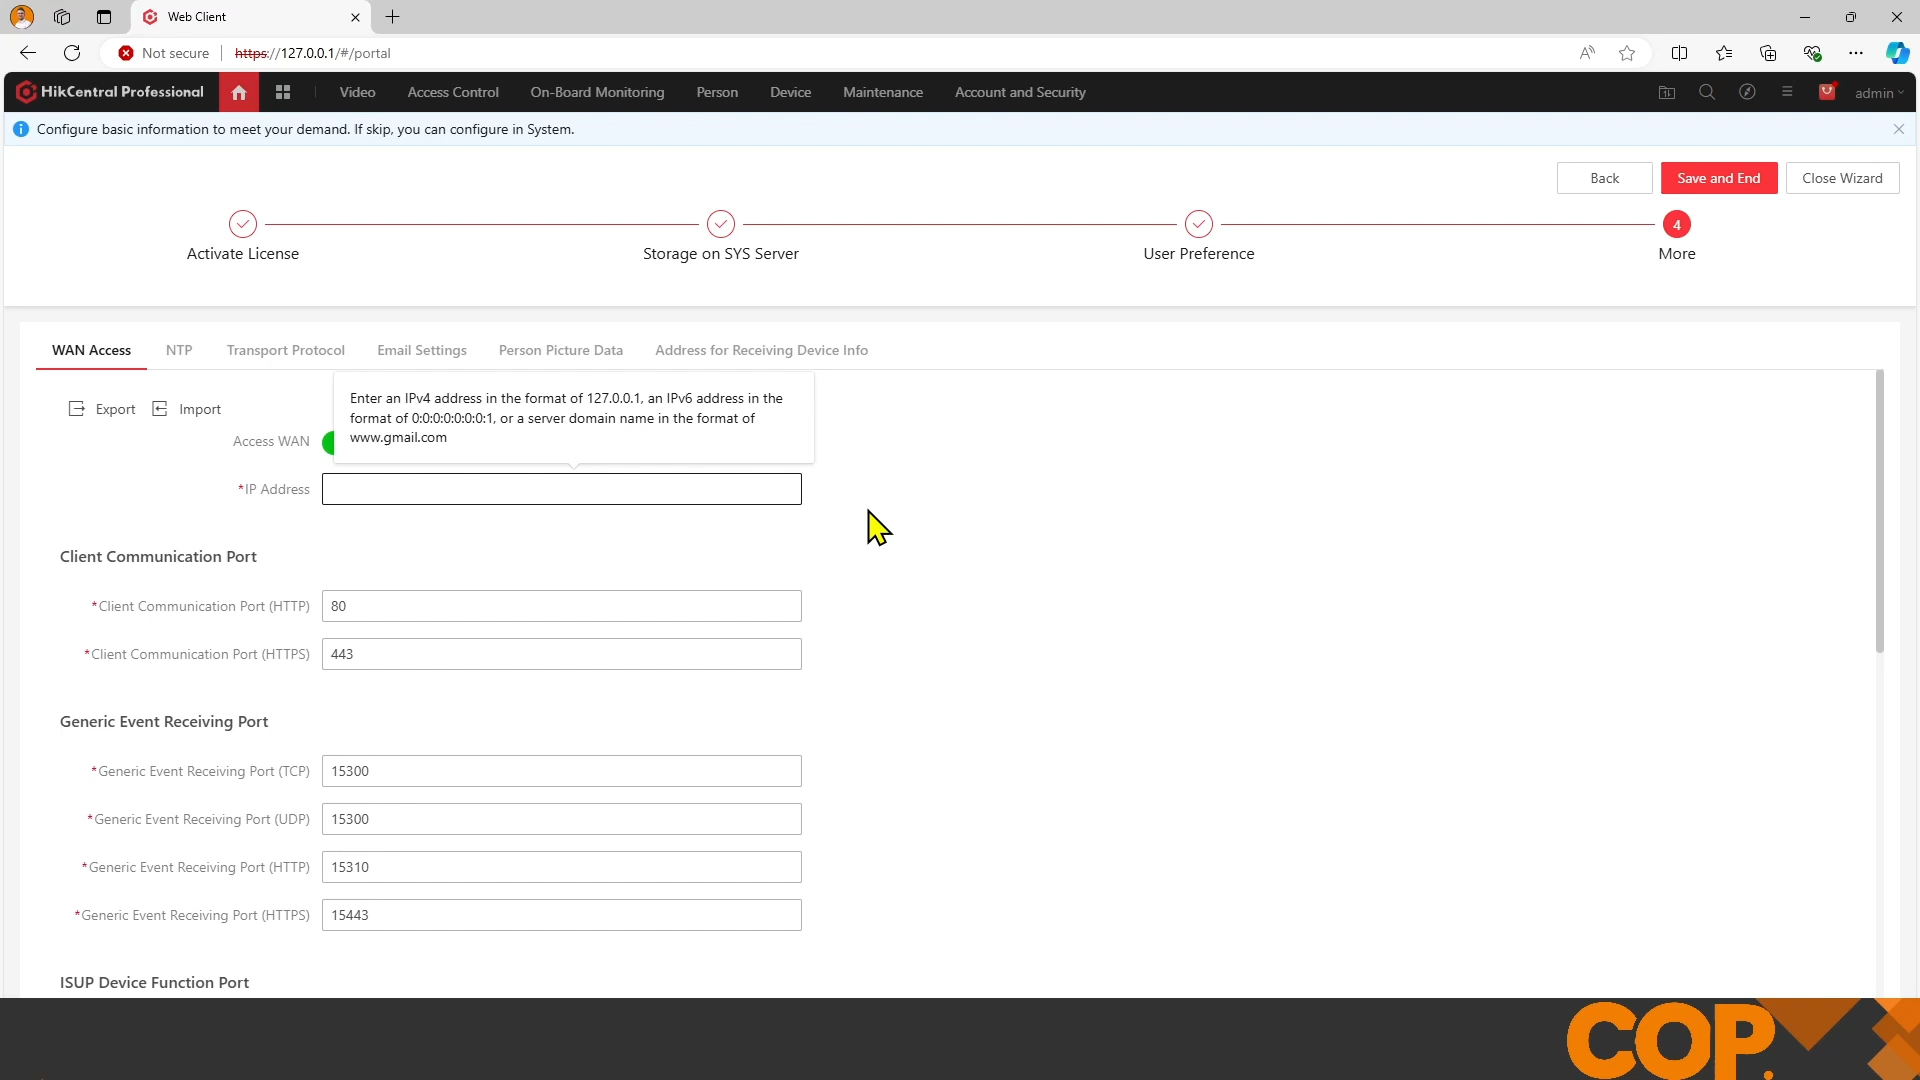 Web Client
Not secure
https://127.0.0.1/#/portal
HikCentral Professional
Video
Access Control
On-Board Monitoring
Person
Device
Maintenance
Account and Security
admin
Configure basic information to meet your demand. If skip, you can configure in System.
Back
Save and End
Close Wizard
4
Activate License
Storage on SYS Server
User Preference
More
WAN Access
NTP
Transport Protocol
Email Settings
Person Picture Data
Address for Receiving Device Info
Enter an IPv4 address in the format of 127.0.0.1, an IPv6 address in the
format of 0:0:0:0:0:0:0:1, or a server domain name in the format of
www.gmail.com
Export
Import
Access WAN
*IP Address
Client Communication Port
*Client Communication Port (HTTP) 80
*Client Communication Port (HTTPS) 443
Generic Event Receiving Port
*Generic Event Receiving Port (TCP) 15300
*Generic Event Receiving Port (UDP) 15300
*Generic Event Receiving Port (HTTP) 15310
*Generic Event Receiving Port (HTTPS) 15443
ISUP Device Function Port
COP.